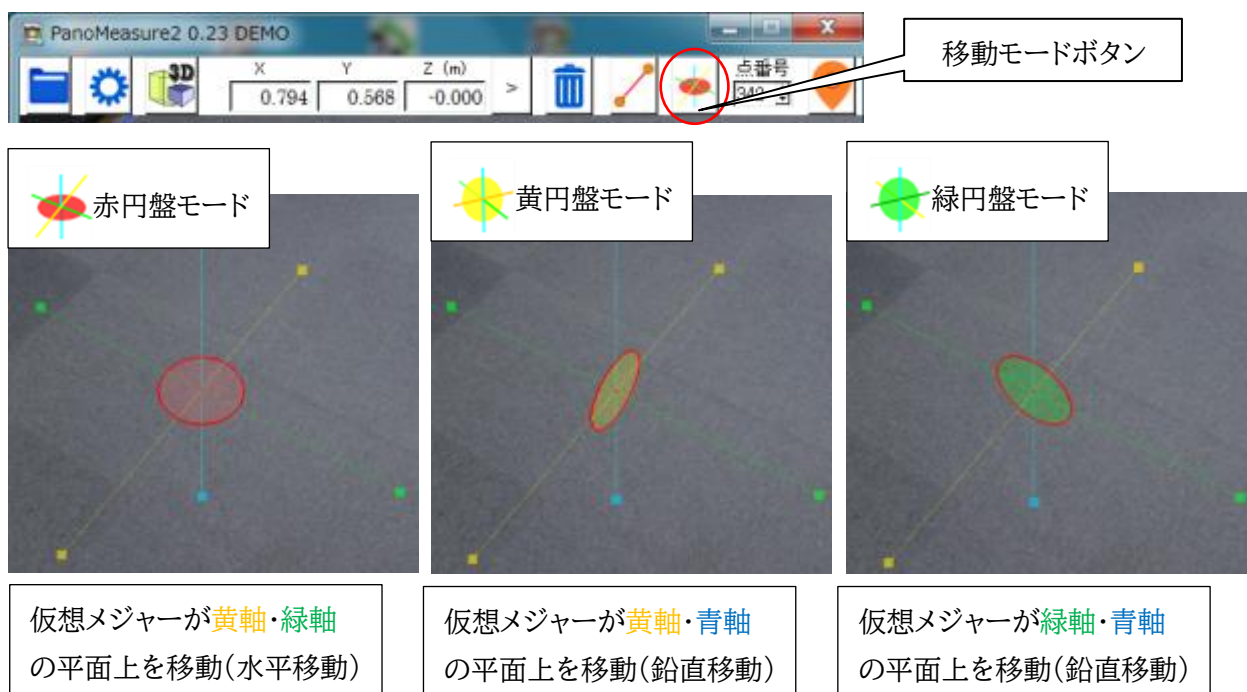 PanoMeasure2 0.23 DEMO
移動モードボタン
3D
X Y Z (m)
点番号
0.794 0.568 -0.000 >
赤円盤モード
黄円盤モード
緑円盤モード
仮想メジャーが黄軸・緑軸
の平面上を移動(水平移動)
仮想メジャーが黄軸・青軸
の平面上を移動(鉛直移動)
仮想メジャーが緑軸・青軸
の平面上を移動(鉛直移動)